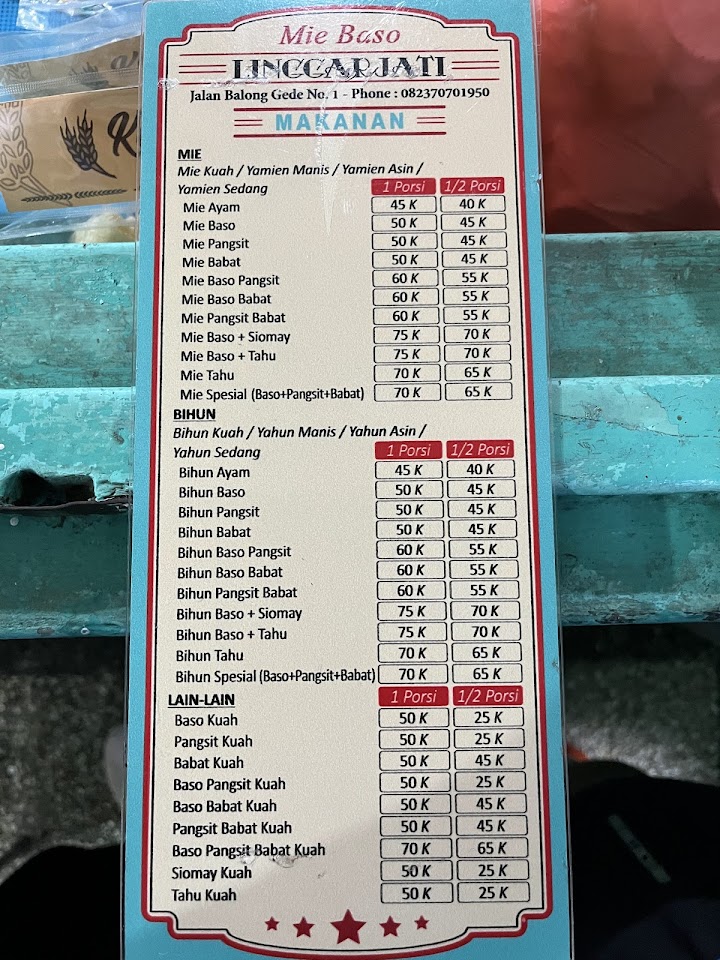 Mie Baso
LINGGARJATI
Jalan Balong Gede No. 1 - Phone : 082370701950
MAKANAN
MIE
Mie Kuah / Yamien Manis / Yamien Asin /
Yamien Sedang 1 Porsi 1/2 Porsi
Mie Ayam 45 K 40 K
Mie Baso 50 K 45 K
Mie Pangsit 50 K 45 K
Mie Babat 50 K 45 K
Mie Baso Pangsit 60 K 55 K
Mie Baso Babat 60 K 55 K
Mie Pangsit Babat 60 K 55 K
Mie Baso + Siomay 75 K 70 K
Mie Baso + Tahu 75 K 70 K
Mie Tahu 70 K 65 K
Mie Spesial (Baso+Pangsit+Babat) 70 K 65 K
BIHUN
Bihun Kuah / Yahun Manis / Yahun Asin /
Yahun Sedang 1 Porsi 1/2 Porsi
Bihun Ayam 45 K 40 K
Bihun Baso 50 K 45 K
Bihun Pangsit 50 K 45 K
Bihun Babat 50 K 45 K
Bihun Baso Pangsit 60 K 55 K
Bihun Baso Babat 60 K 55 K
Bihun Pangsit Babat 60 K 55 K
Bihun Baso + Siomay 75 K 70 K
Bihun Baso + Tahu 75 K 70 K
Bihun Tahu 70 K 65 K
Bihun Spesial (Baso+Pangsit+Babat) 70 K 65 K
LAIN-LAIN 1 Porsi 1/2 Porsi
Baso Kuah 50 K 25 K
Pangsit Kuah 50 K 25 K
Babat Kuah 50 K 45 K
Baso Pangsit Kuah 50 K 25 K
Baso Babat Kuah 50 K 45 K
Pangsit Babat Kuah 50 K 45 K
Baso Pangsit Babat Kuah 70 K 65 K
Siomay Kuah 50 K 25 K
Tahu Kuah 50 K 25 K